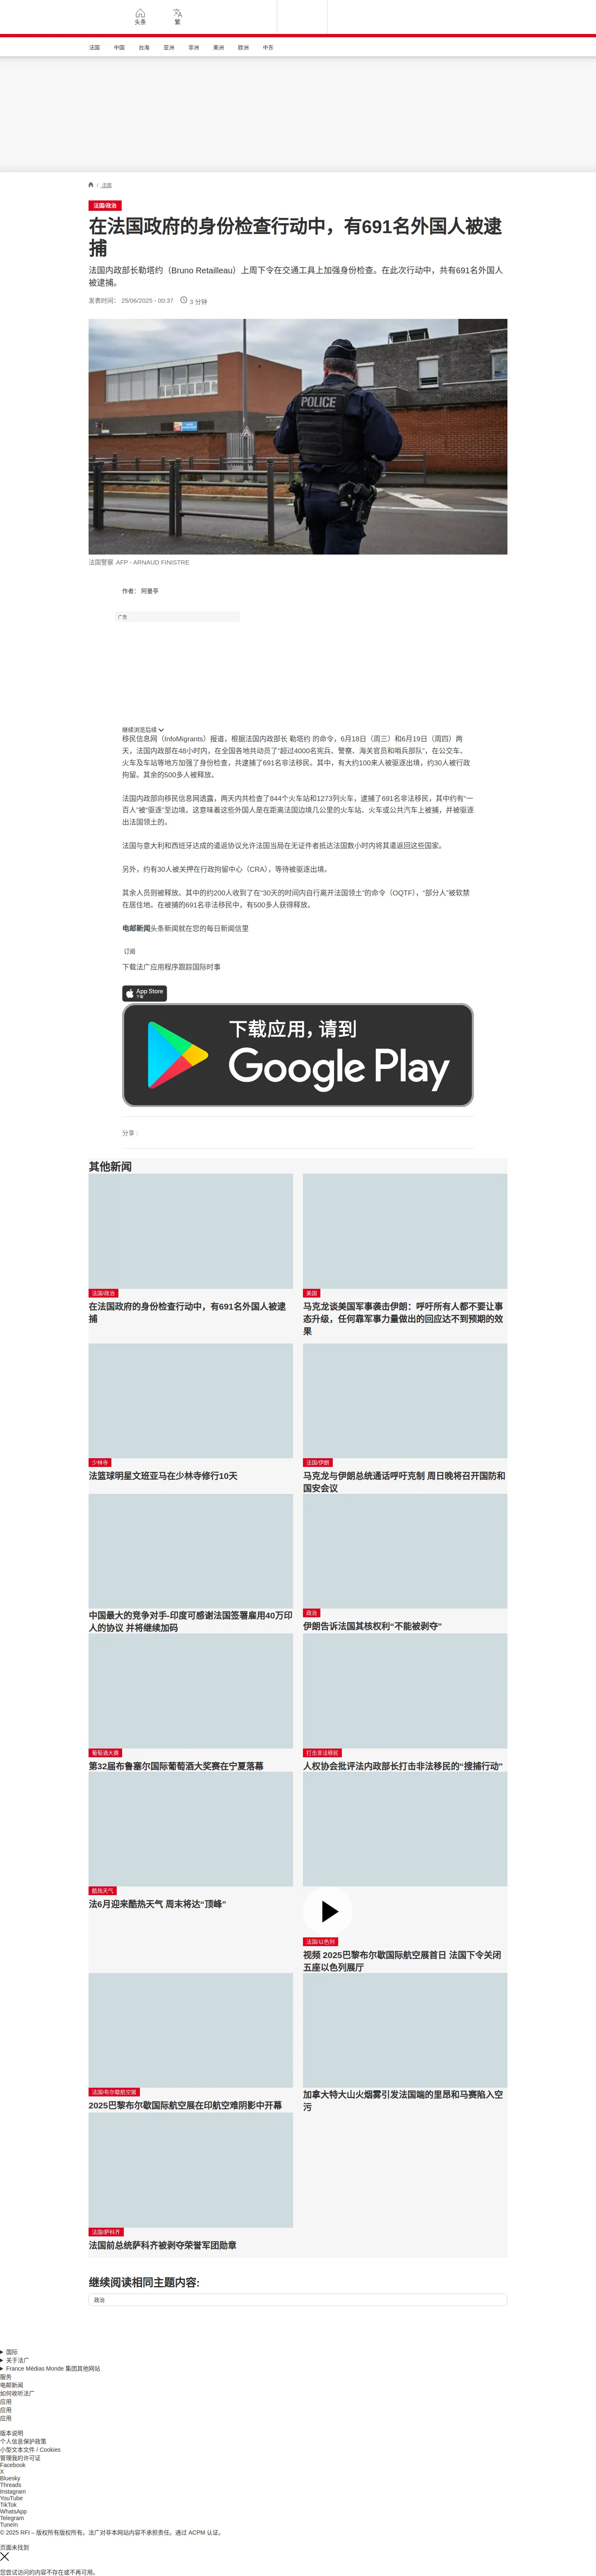 头条
繁
法国
中国
台海
亚洲
非洲
美洲
欧洲
中东
/ 法国
法国/政治
在法国政府的身份检查行动中，有691名外国人被逮
捕
法国内政部长勒塔约（Bruno Retailleau）上周下令在交通工具上加强身份检查。在此次行动中，共有691名外国人
被逮捕。
发表时间： 25/06/2025 - 00:37 3 分钟
POLICE
法国警察 AFP - ARNAUD FINISTRE
作者： 阿曼亭
广告
继续浏览后续
移民信息网（InfoMigrants）报道，根据法国内政部长 勒塔约 的命令，6月18日（周三）和6月19日（周四）两
天，法国内政部在48小时内，在全国各地共动员了“超过4000名宪兵、警察、海关官员和哨兵部队”，在公交车、
火车及车站等地方加强了身份检查，共逮捕了691名非法移民。其中，有大约100来人被驱逐出境，约30人被行政
拘留。其余的500多人被释放。
法国内政部向移民信息网透露，两天内共检查了844个火车站和1273列火车，逮捕了691名非法移民，其中约有“一
百人”被“驱逐”至边境。这意味着这些外国人是在距离法国边境几公里的火车站、火车或公共汽车上被捕，并被驱逐
出法国领土的。
法国与意大利和西班牙达成的遣返协议允许法国当局在无证件者抵达法国数小时内将其遣返回这些国家。
另外，约有30人被关押在行政拘留中心（CRA），等待被驱逐出境。
其余人员则被释放。其中的约200人收到了在“30天的时间内自行离开法国领土”的命令（OQTF），“部分人”被软禁
在居住地。在被捕的691名非法移民中，有500多人获得释放。
电邮新闻头条新闻就在您的每日新闻信里
订阅
下载法广应用程序跟踪国际时事
App Store
下载
下载应用，请到
Google Play
分享 :
其他新闻
法国/政治
在法国政府的身份检查行动中，有691名外国人被逮
捕
美国
马克龙谈美国军事袭击伊朗：呼吁所有人都不要让事
态升级，任何靠军事力量做出的回应达不到预期的效
果
少林寺
法篮球明星文班亚马在少林寺修行10天
法国/伊朗
马克龙与伊朗总统通话呼吁克制 周日晚将召开国防和
国安会议
中国最大的竞争对手-印度可感谢法国签署雇用40万印
人的协议 并将继续加码
政治
伊朗告诉法国其核权利“不能被剥夺”
葡萄酒大赛
第32届布鲁塞尔国际葡萄酒大奖赛在宁夏落幕
打击非法移民
人权协会批评法内政部长打击非法移民的“搜捕行动”
酷热天气
法6月迎来酷热天气 周末将达“顶峰”
法国/以色列
视频 2025巴黎布尔歇国际航空展首日 法国下令关闭
五座以色列展厅
法国/布尔歇航空展
2025巴黎布尔歇国际航空展在印航空难阴影中开幕
加拿大特大山火烟雾引发法国端的里昂和马赛陷入空
污
法国/萨科齐
法国前总统萨科齐被剥夺荣誉军团勋章
继续阅读相同主题内容:
政治
国际
关于法广
France Médias Monde 集团其他网站
服务
电邮新闻
如何收听法广
应用
应用
应用
版本说明
个人信息保护政策
小型文本文件 / Cookies
管理我的许可证
Facebook
X
Bluesky
Threads
Instagram
YouTube
TikTok
WhatsApp
Telegram
TuneIn
© 2025 RFI – 版权所有版权所有。法广对非本网站内容不承担责任。通过 ACPM 认证。
页面未找到
您尝试访问的内容不存在或不再可用。